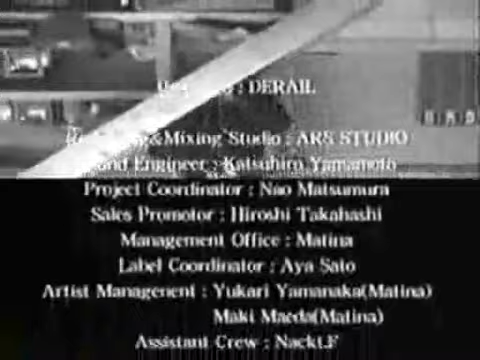 : DERAIL
&Mixing Studio : ARS STUDIO
Engineer : Katsuhiro Yamamoto
Project Coordinator : Nao Matsumura
Sales Promotor : Hiroshi Takahashi
Management Office : Matina
Label Coordinator : Aya Sato
Artist Managenent : Yukari Yamanaka(Matina)
Maki Maeda(Matina)
Assistant Crew : Nackt.F